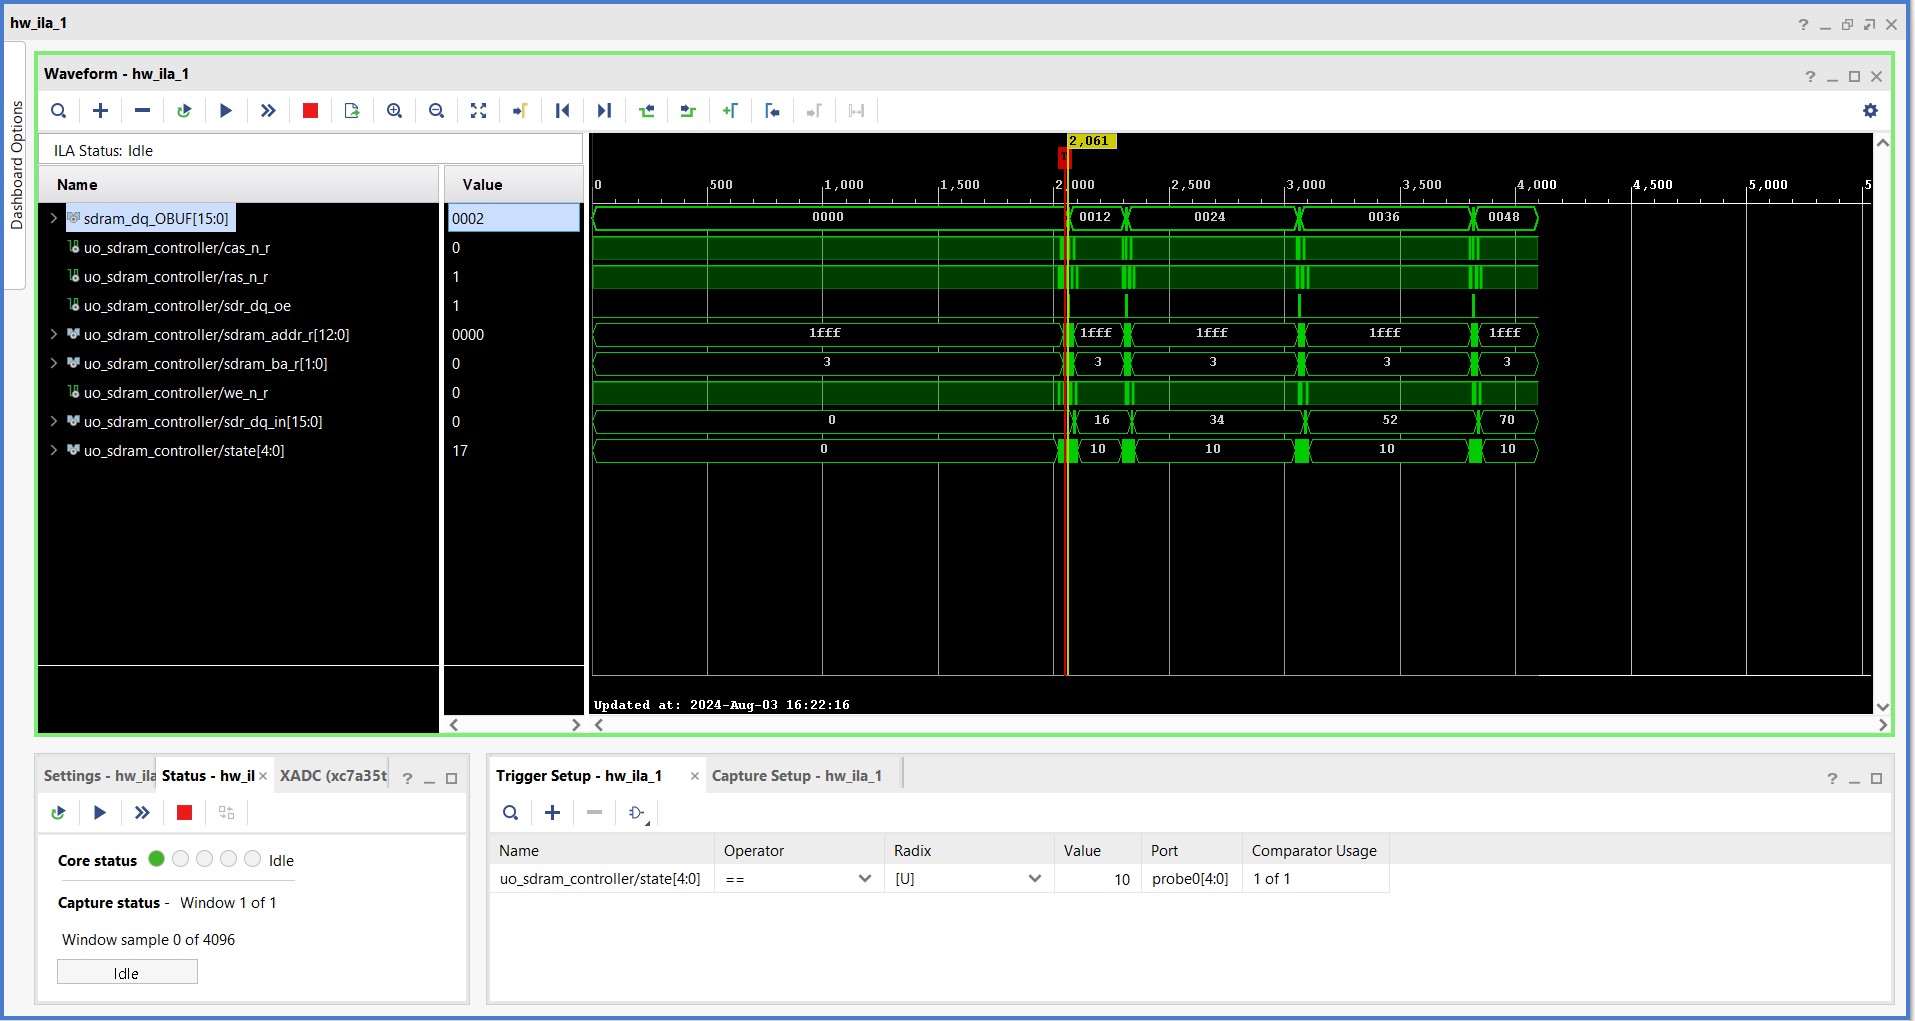 hw_ila_1
Dashboard Options
Waveform - hw_ila_1
ILA Status: Idle
Name Value
2,061
0 500 1,000 1,500 2,000 2,500 3,000 3,500 4,000 4,500 5,000 5
sdram_dq_OBUF[15:0] 0002 0000 0012 0024 0036 0048
uo_sdram_controller/cas_n_r 0
uo_sdram_controller/ras_n_r 1
uo_sdram_controller/sdr_dq_oe 1
uo_sdram_controller/sdram_addr_r[12:0] 0000 1fff 1fff 1fff 1fff 1fff
uo_sdram_controller/sdram_ba_r[1:0] 0 3 3 3 3 3
uo_sdram_controller/we_n_r 0
uo_sdram_controller/sdr_dq_in[15:0] 0 0 16 34 52 70
uo_sdram_controller/state[4:0] 17 0 10 10 10 10
Updated at: 2024-Aug-03 16:22:16
Settings - hw_ila Status - hw_il XADC (xc7a35t
Core status Idle
Capture status - Window 1 of 1
Window sample 0 of 4096
Idle
Trigger Setup - hw_ila_1 Capture Setup - hw_ila_1
Name Operator Radix Value Port Comparator Usage
uo_sdram_controller/state[4:0] == [U] 10 probe0[4:0] 1 of 1